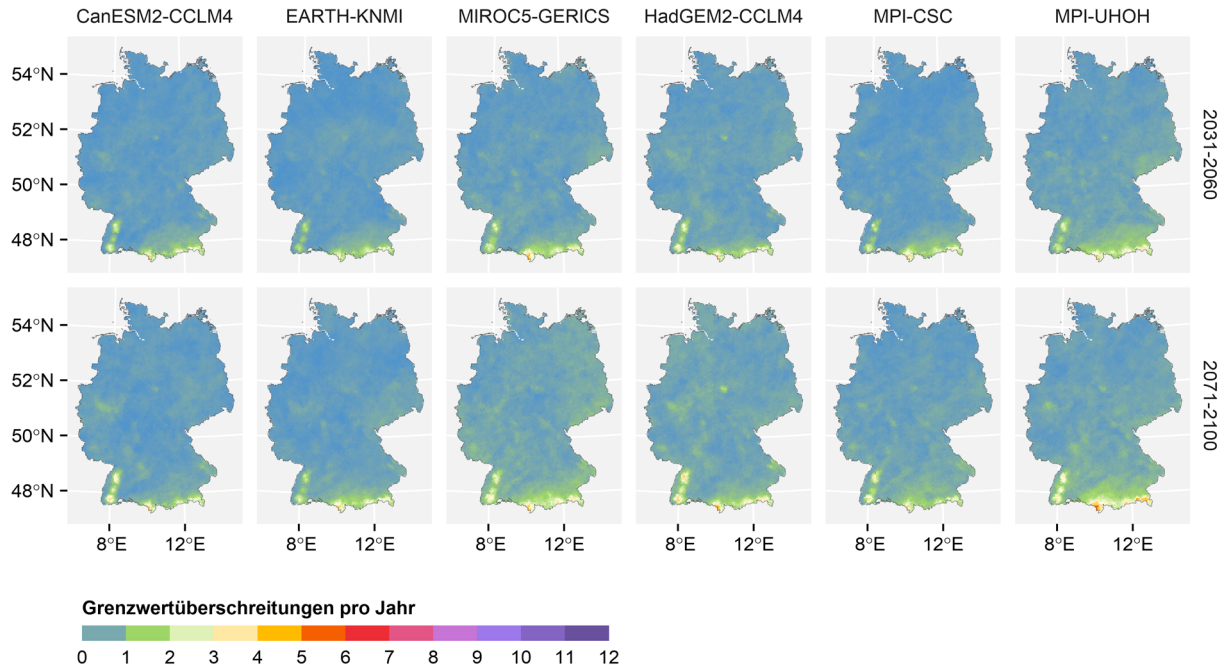 CanESM2-CCLM4 EARTH-KNMI MIROC5-GERICS HadGEM2-CCLM4 MPI-CSC MPI-UHOH
54°N
52°N
50°N
48°N
2031-2060
54°N
52°N
50°N
48°N
2071-2100
8°E 12°E 8°E 12°E 8°E 12°E 8°E 12°E 8°E 12°E 8°E 12°E
Grenzwertüberschreitungen pro Jahr
0 1 2 3 4 5 6 7 8 9 10 11 12